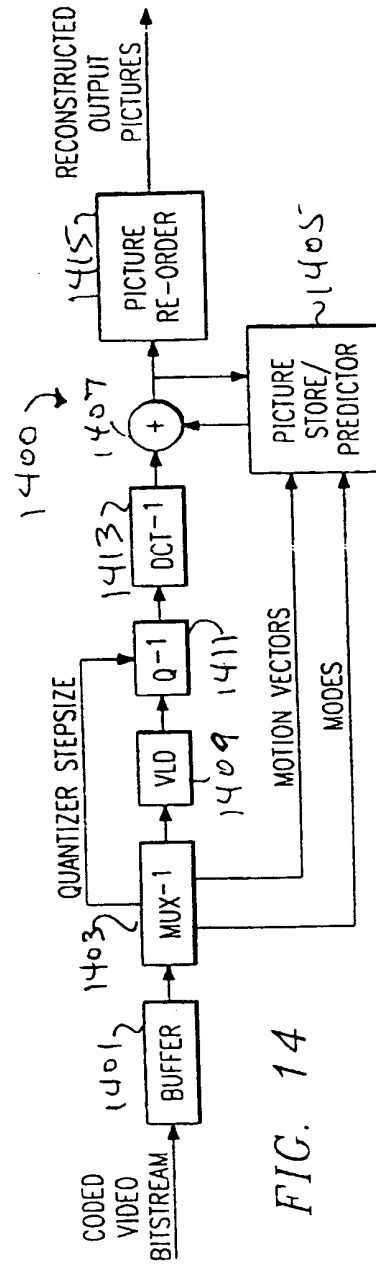 1400
CODED
VIDEO
BITSTREAM
1401
BUFFER
1403
MUX-1
QUANTIZER STEPSIZE
VLD
1409
Q-1
1411
1413
DCT-1
1407
+
1415
PICTURE
RE-ORDER
RECONSTRUCTED
OUTPUT
PICTURES
PICTURE
STORE/
PREDICTOR
1405
MOTION VECTORS
MODES
FIG. 14